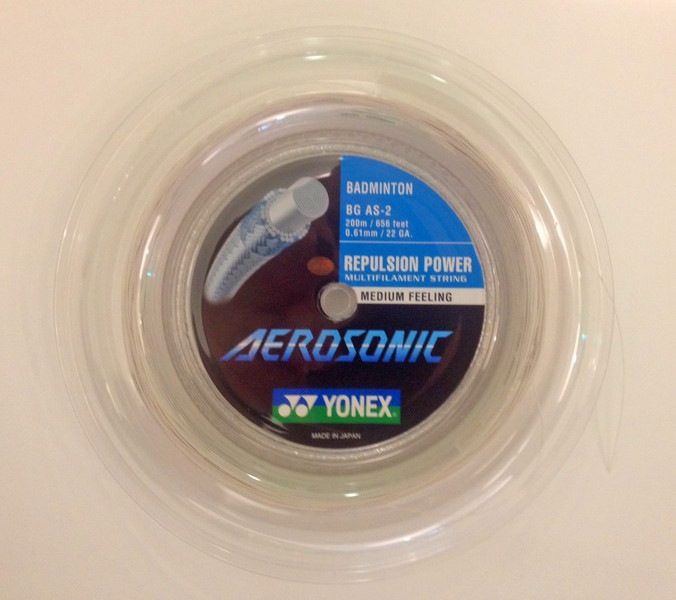 BADMINTON
BG AS-2
200m / 656 feet
0.61mm / 22 GA.
REPULSION POWER
MULTIFILAMENT STRING
MEDIUM FEELING
AEROSONIC
YONEX®
MADE IN JAPAN